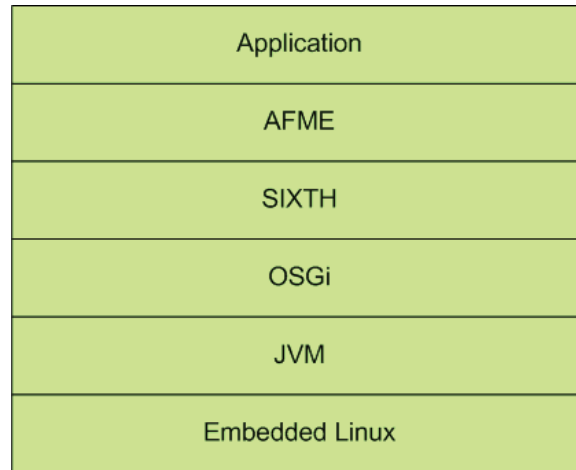 Application
AFME
SIXTH
OSGi
JVM
Embedded Linux